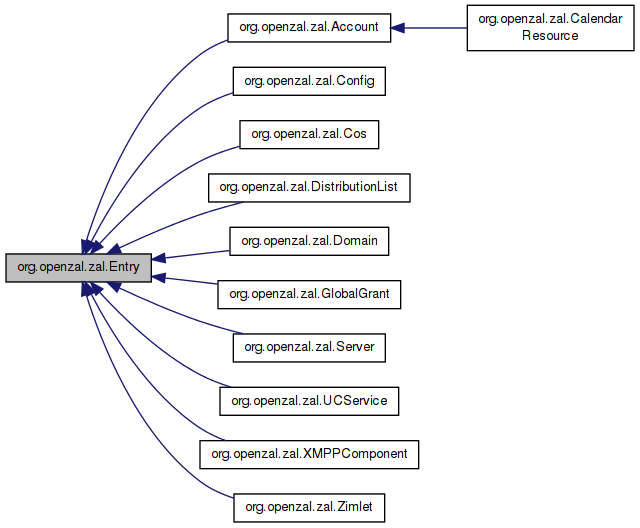 org.openzal.zal.Account
org.openzal.zal.Calendar
Resource
org.openzal.zal.Config
org.openzal.zal.Cos
org.openzal.zal.DistributionList
org.openzal.zal.Domain
org.openzal.zal.Entry
org.openzal.zal.GlobalGrant
org.openzal.zal.Server
org.openzal.zal.UCService
org.openzal.zal.XMPPComponent
org.openzal.zal.Zimlet